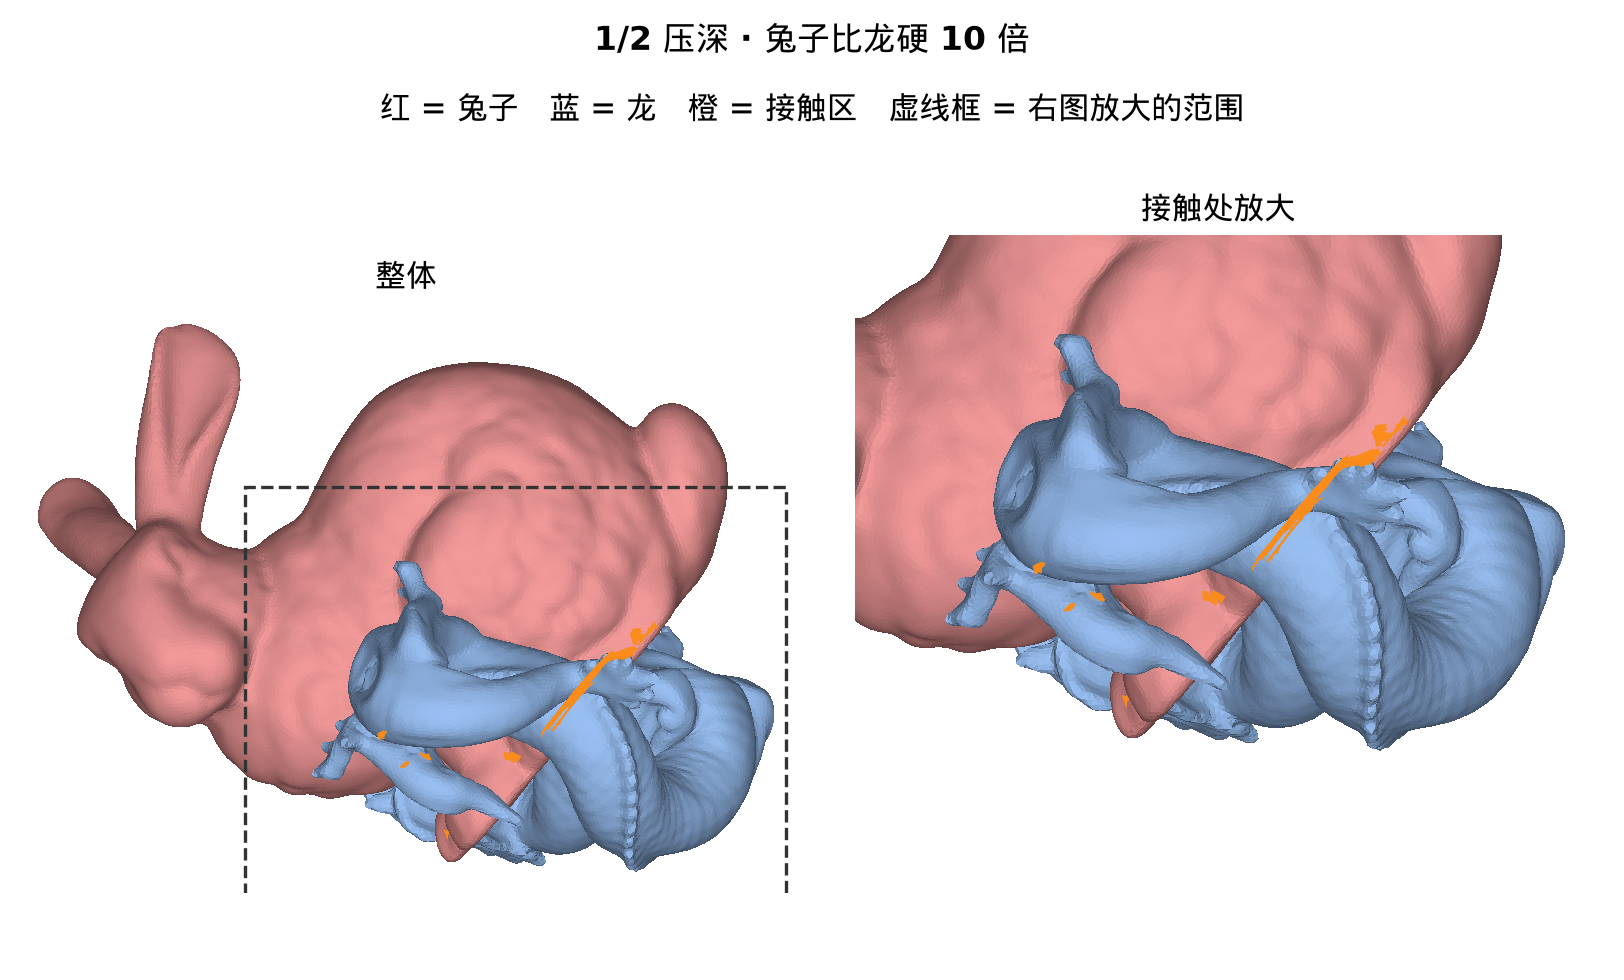 1/2 压深 · 兔子比龙硬 10 倍
红 = 兔子 蓝 = 龙 橙 = 接触区 虚线框 = 右图放大的范围
接触处放大
整体